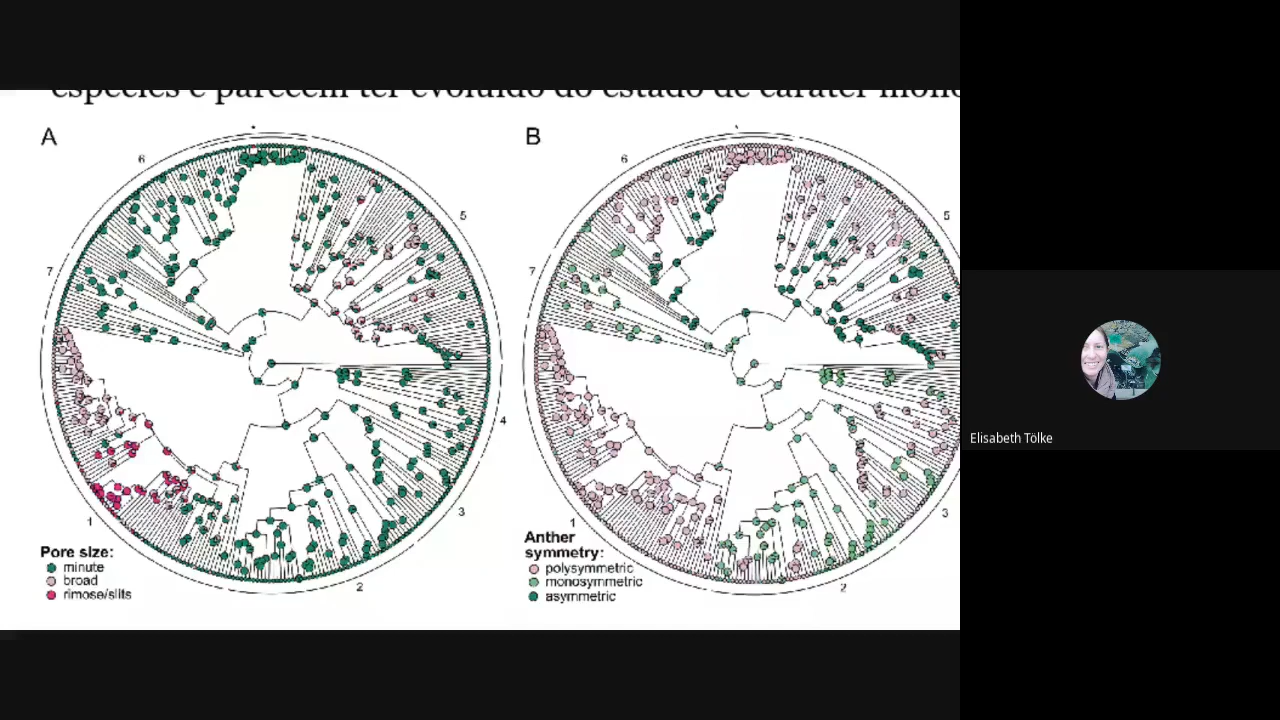 espécies e parecem ter evoluído do estado de caráter mono
A
B
6
6
5
5
7
7
4
3
3
1
1
2
2
Pore size:
minute
broad
rimose/slits
Anther
symmetry:
polysymmetric
monosymmetric
asymmetric
Elisabeth Tölke